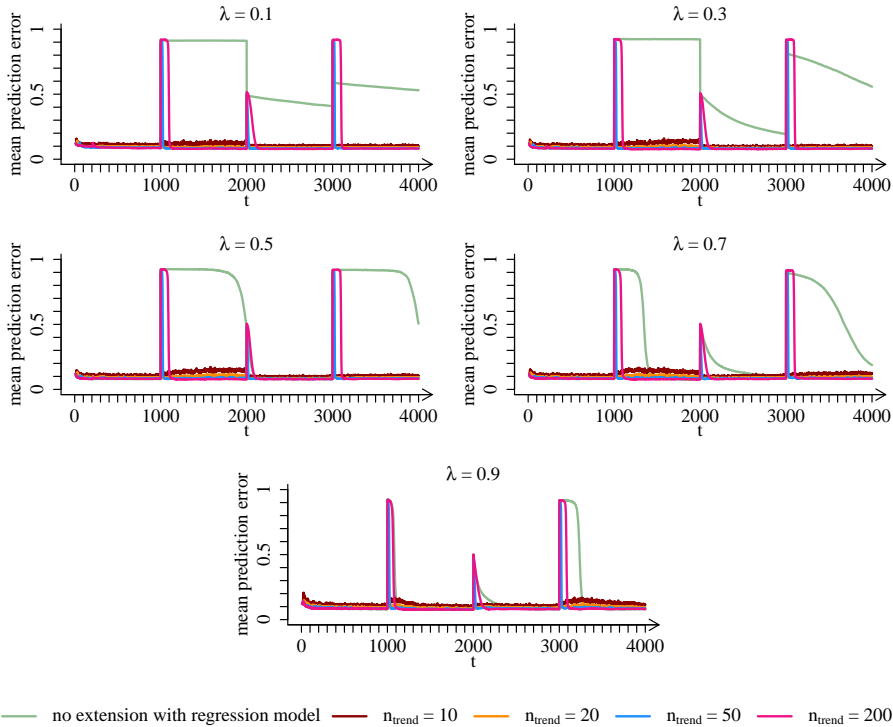 λ = 0.1
mean prediction error
0 0.5 1
0 1000 2000 3000 4000
t
λ = 0.3
mean prediction error
0 0.5 1
0 1000 2000 3000 4000
t
λ = 0.5
mean prediction error
0 0.5 1
0 1000 2000 3000 4000
t
λ = 0.7
mean prediction error
0 0.5 1
0 1000 2000 3000 4000
t
λ = 0.9
mean prediction error
0 0.5 1
0 1000 2000 3000 4000
t
no extension with regression model n_trend = 10 n_trend = 20 n_trend = 50 n_trend = 200